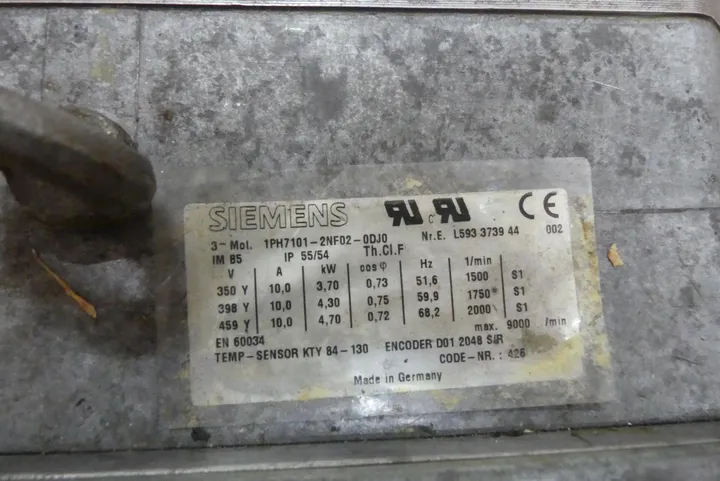 SIEMENS c CE
3~ Mot. 1PH7101-2NF02-0DJ0 Nr.E. L593 3739 44 002
IM B5 IP 55/54 Th.Cl.F
V A kW cos φ Hz 1/min
350 Y 10,0 3,70 0,73 51,6 1500 S1
398 Y 10,0 4,30 0,75 59,9 1750 S1
459 Y 10,0 4,70 0,72 68,2 2000 S1
EN 60034 max. 9000 /min
TEMP-SENSOR KTY 84-130 ENCODER D01 2048 S/R
CODE-NR.: 426
Made in Germany